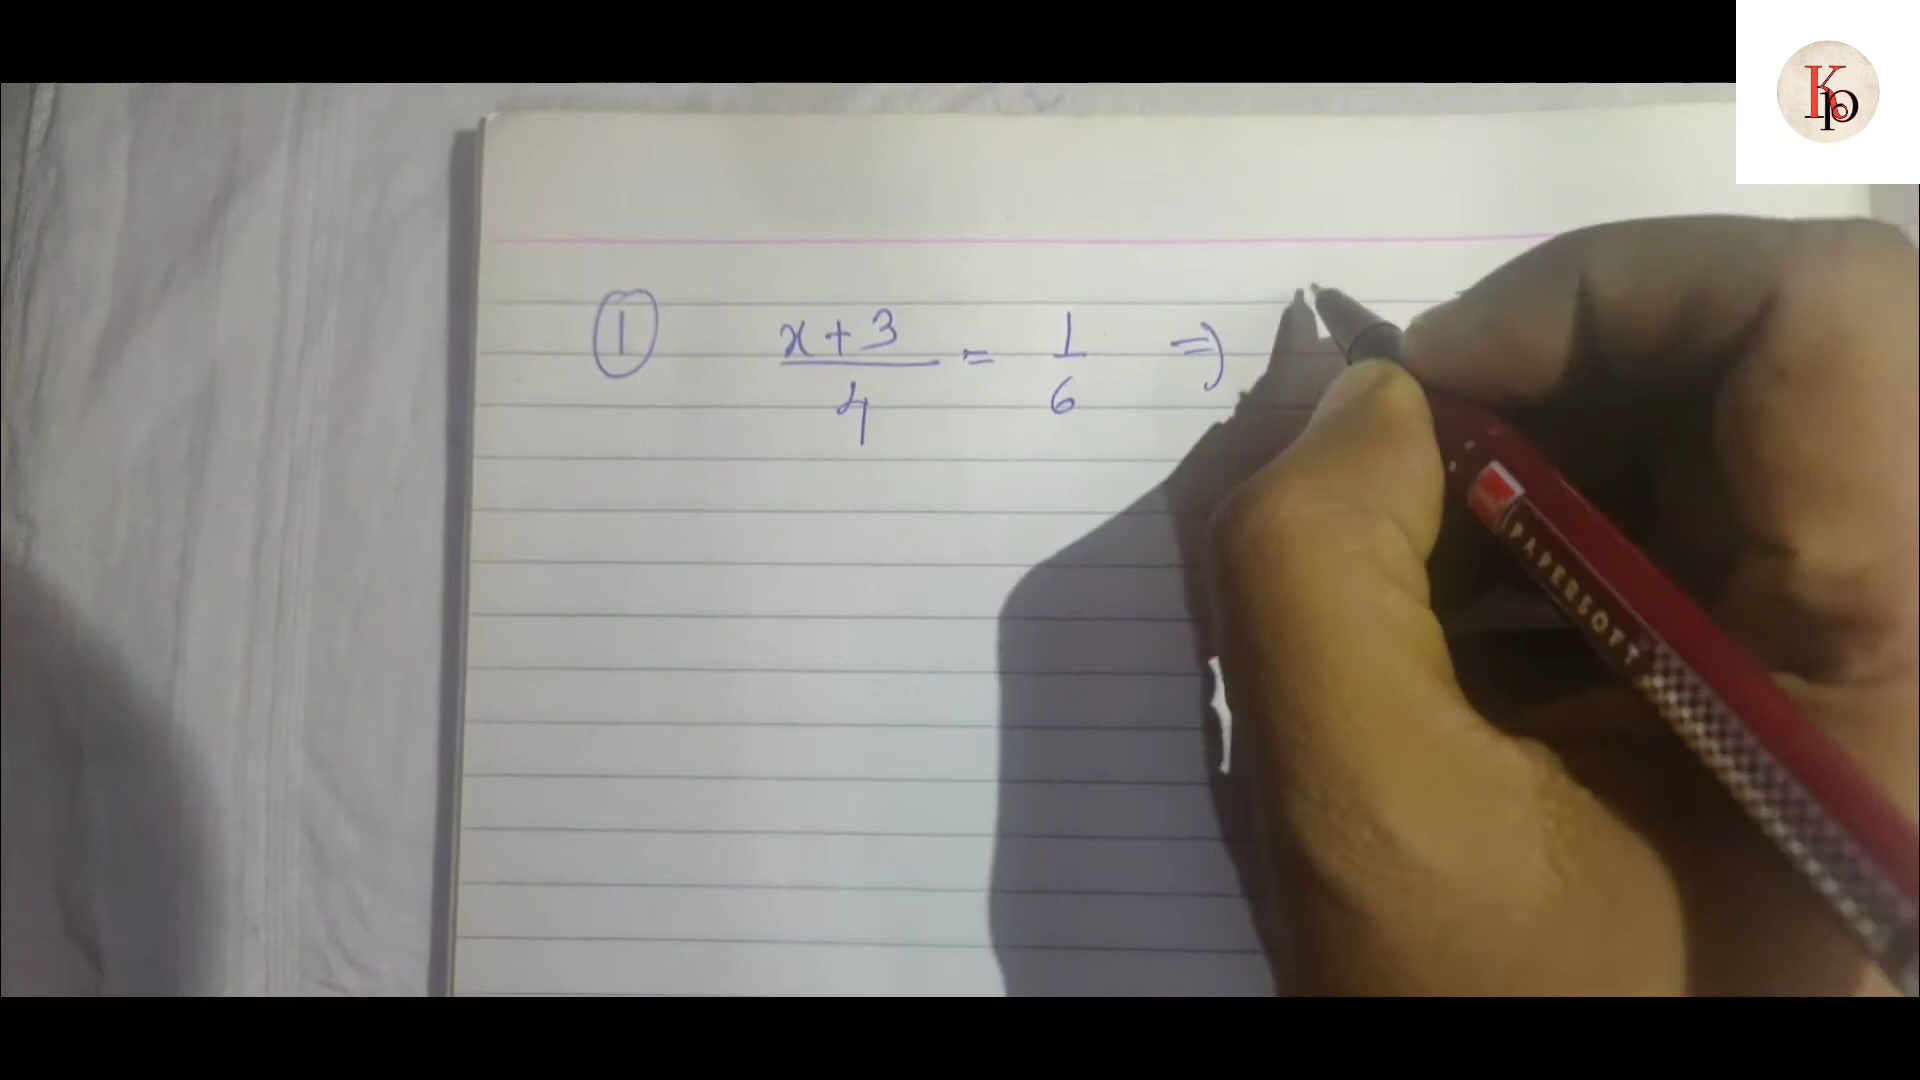 Kp
① x+3/4 = 1/6 ⇒
PAPERSOFT